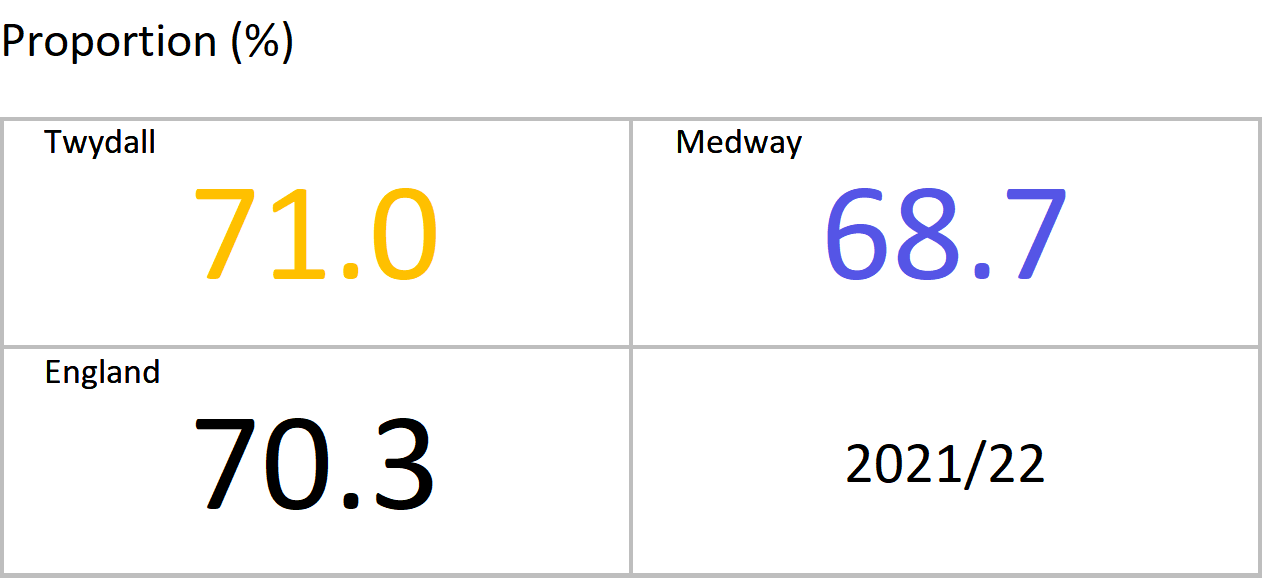 Proportion (%)
Twydall
71.0
Medway
68.7
England
70.3
2021/22